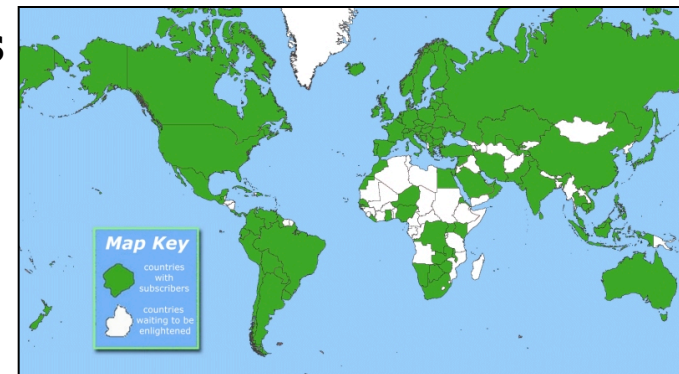 s
Map Key
countries
with
subscribers
countries
waiting to be
enlightened